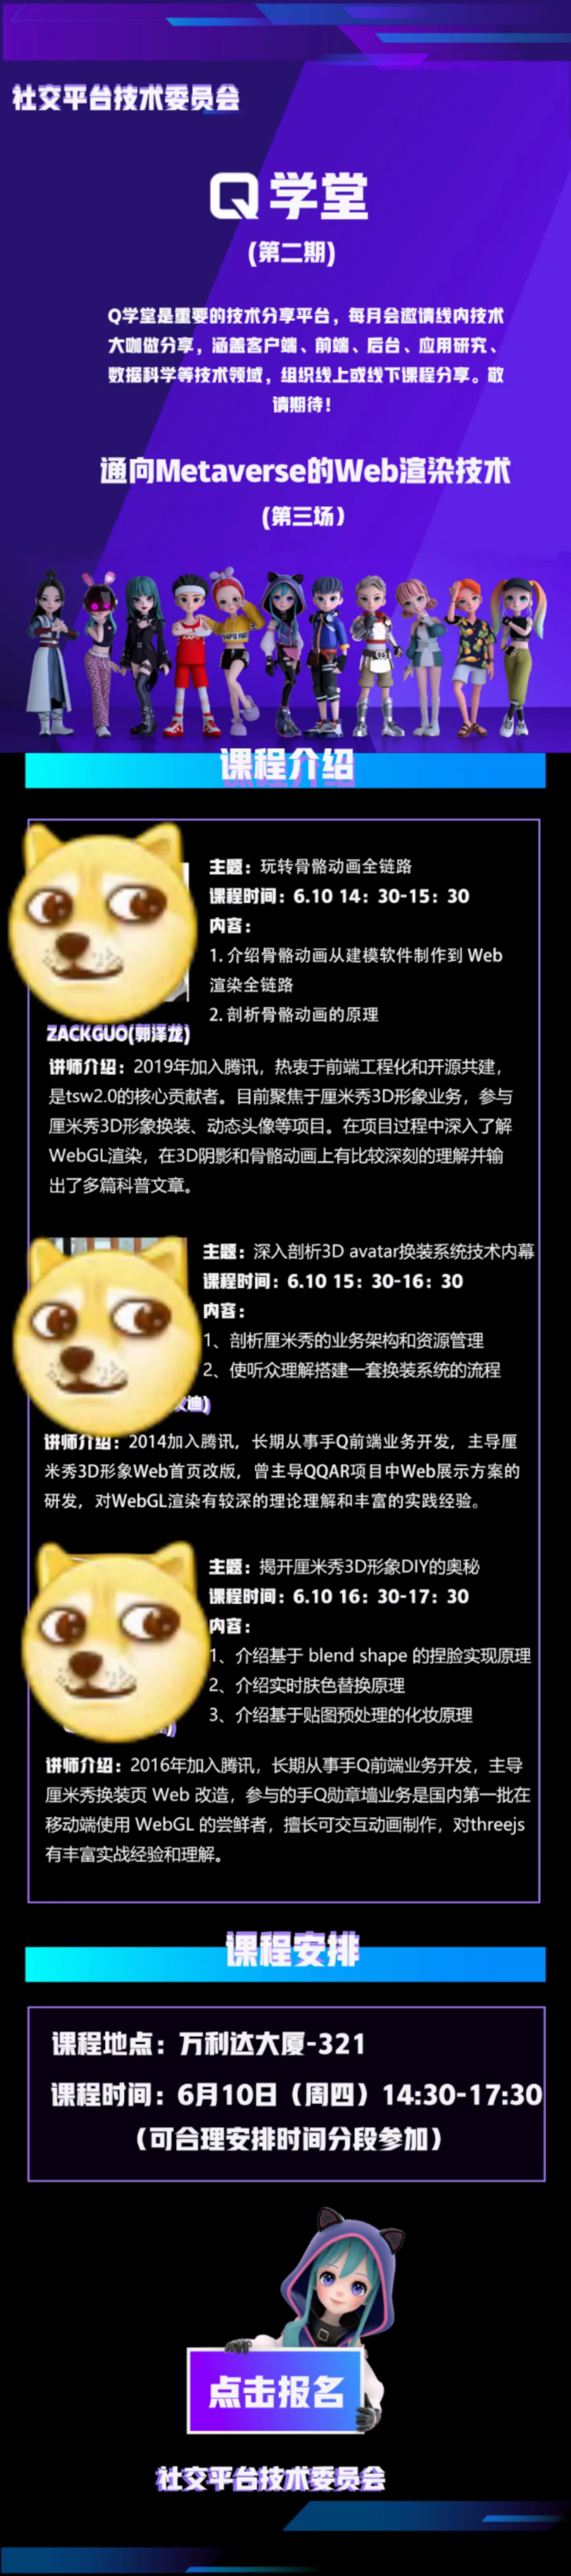 社交平台技术委员会
Q学堂
(第二期)
Q学堂是重要的技术分享平台，每月会邀请线内技术
大咖做分享，涵盖客户端、前端、后台、应用研究、
数据科学等技术领域，组织线上或线下课程分享。敬
请期待！
通向Metaverse的Web渲染技术
(第三场）
课程介绍
主题：玩转骨骼动画全链路
课程时间：6.10 14：30-15：30
内容：
1. 介绍骨骼动画从建模软件制作到 Web
渲染全链路
2. 剖析骨骼动画的原理
ZACKGUO(郭泽龙)
讲师介绍：2019年加入腾讯，热衷于前端工程化和开源共建，
是tsw2.0的核心贡献者。目前聚焦于厘米秀3D形象业务，参与
厘米秀3D形象换装、动态头像等项目。在项目过程中深入了解
WebGL渲染，在3D阴影和骨骼动画上有比较深刻的理解并输
出了多篇科普文章。
主题：深入剖析3D avatar换装系统技术内幕
课程时间：6.10 15：30-16：30
内容：
1、剖析厘米秀的业务架构和资源管理
2、使听众理解搭建一套换装系统的流程
迪)
讲师介绍：2014加入腾讯，长期从事手Q前端业务开发，主导厘
米秀3D形象Web首页改版，曾主导QQAR项目中Web展示方案的
研发，对WebGL渲染有较深的理论理解和丰富的实践经验。
主题：揭开厘米秀3D形象DIY的奥秘
课程时间：6.10 16：30-17：30
内容：
1、介绍基于 blend shape 的捏脸实现原理
2、介绍实时肤色替换原理
3、介绍基于贴图预处理的化妆原理
讲师介绍：2016年加入腾讯，长期从事手Q前端业务开发，主导
厘米秀换装页 Web 改造，参与的手Q勋章墙业务是国内第一批在
移动端使用 WebGL 的尝鲜者，擅长可交互动画制作，对threejs
有丰富实战经验和理解。
课程安排
课程地点：万利达大厦-321
课程时间：6月10日（周四）14:30-17:30
（可合理安排时间分段参加）
点击报名
社交平台技术委员会